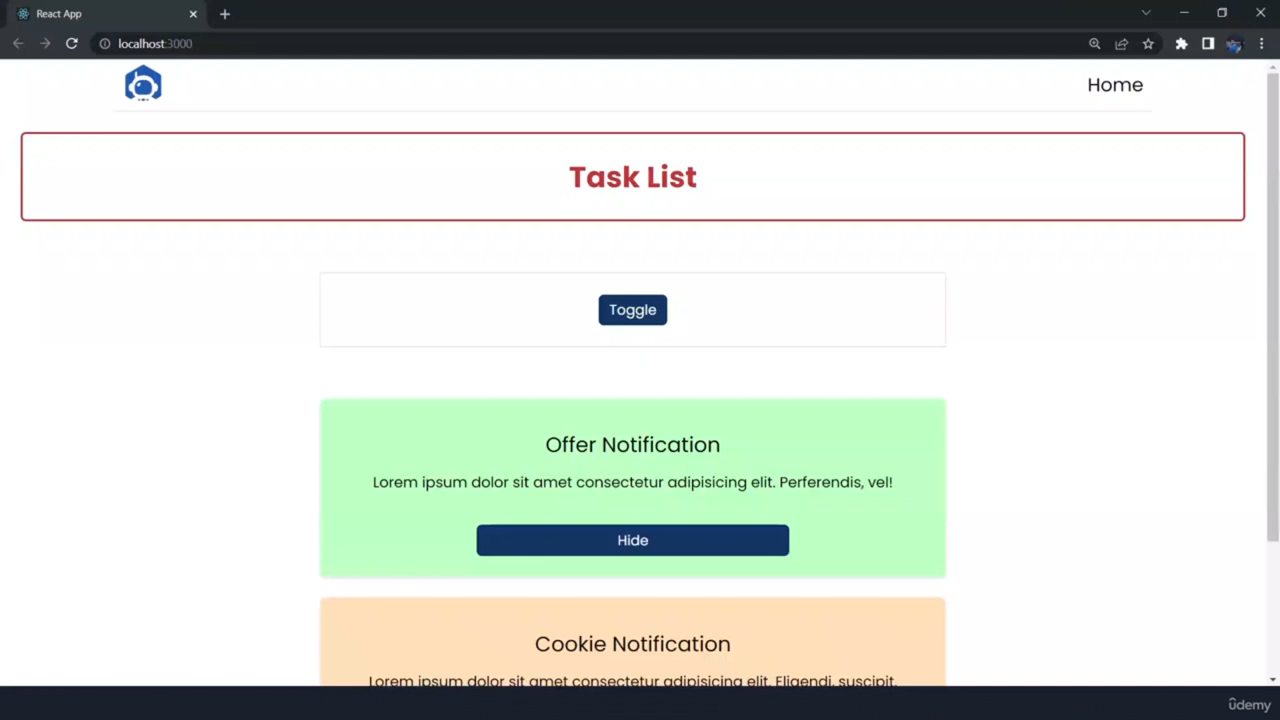 React App
localhost:3000
Home
Task List
Toggle
Offer Notification
Lorem ipsum dolor sit amet consectetur adipisicing elit. Perferendis, vel!
Hide
Cookie Notification
Lorem ipsum dolor sit amet consectetur adipisicing elit. Eligendi, suscipit.
ûdemy